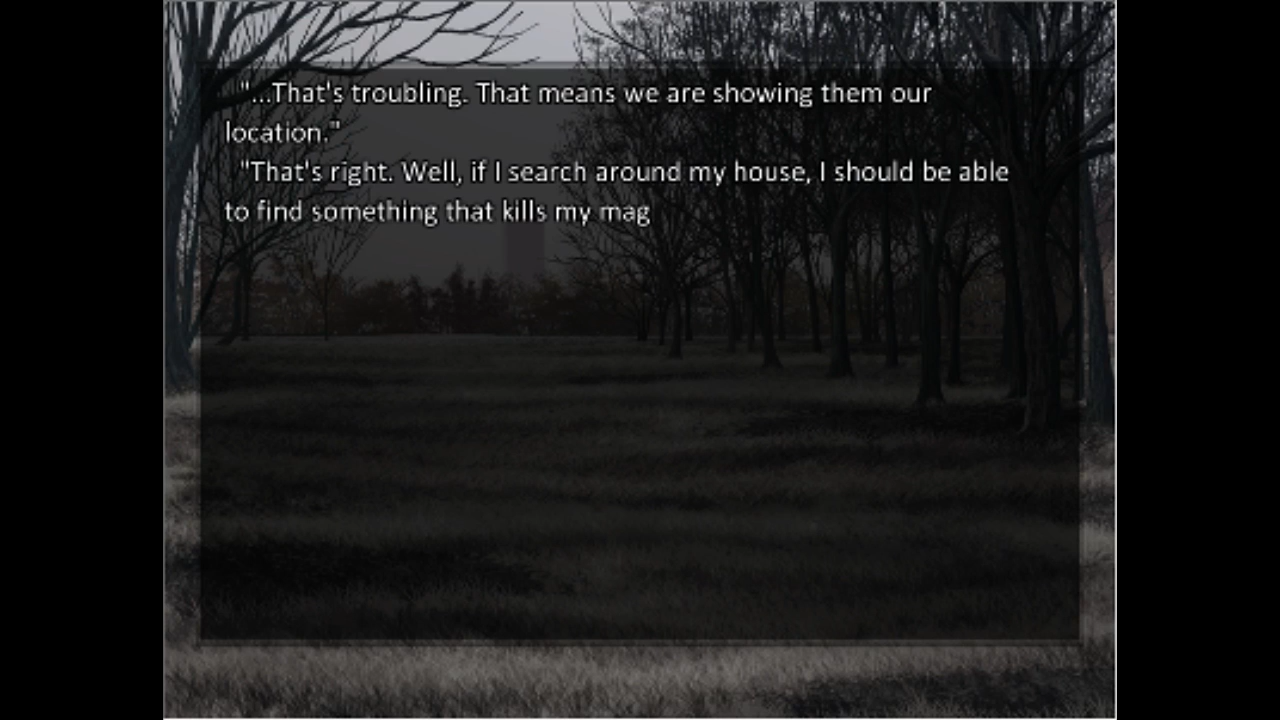 "...That's troubling. That means we are showing them our
location."
"That's right. Well, if I search around my house, I should be able
to find something that kills my mag